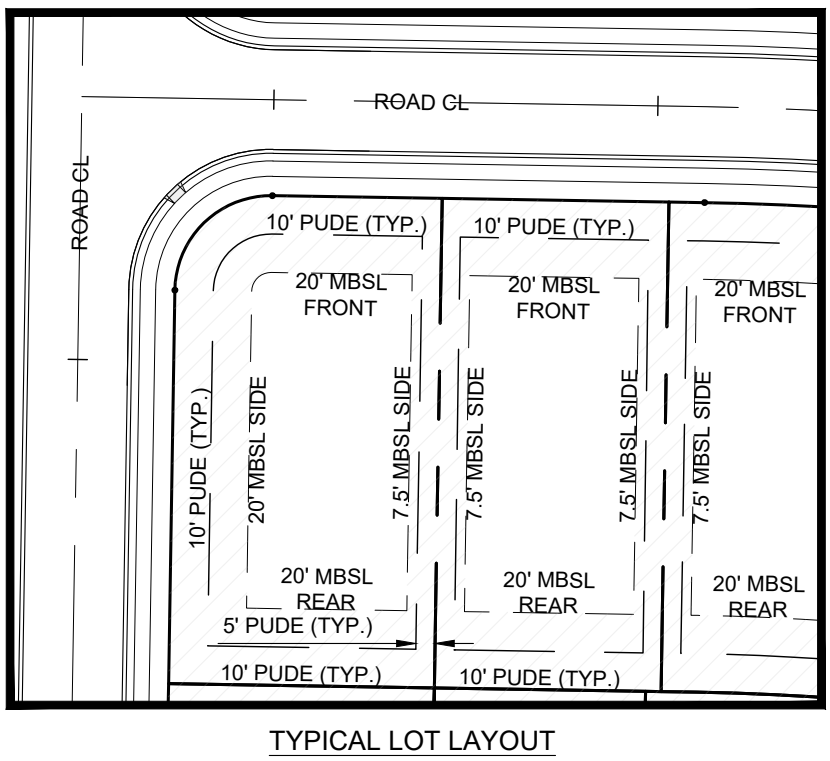 ROAD CL
ROAD CL
10' PUDE (TYP.)
10' PUDE (TYP.)
20' MBSL
FRONT
20' MBSL
FRONT
20' MBSL
FRONT
10' PUDE (TYP.)
20' MBSL SIDE
7.5' MBSL SIDE
7.5' MBSL SIDE
7.5' MBSL SIDE
7.5' MBSL SIDE
20' MBSL
REAR
20' MBSL
REAR
20' MBSL
REAR
5' PUDE (TYP.)
10' PUDE (TYP.)
10' PUDE (TYP.)
TYPICAL LOT LAYOUT